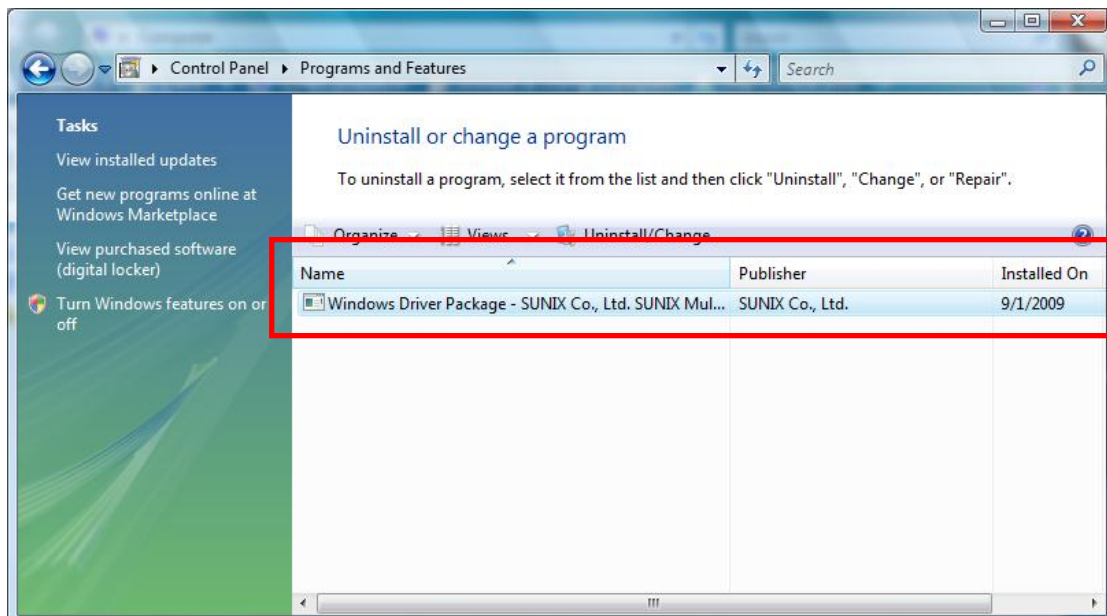 Control Panel Programs and Features
Search
Tasks
View installed updates
Get new programs online at
Windows Marketplace
View purchased software
(digital locker)
Turn Windows features on or
off
Uninstall or change a program
To uninstall a program, select it from the list and then click "Uninstall", "Change", or "Repair".
Organize Views Uninstall/Change
Name Publisher Installed On
Windows Driver Package - SUNIX Co., Ltd. SUNIX Mul... SUNIX Co., Ltd. 9/1/2009